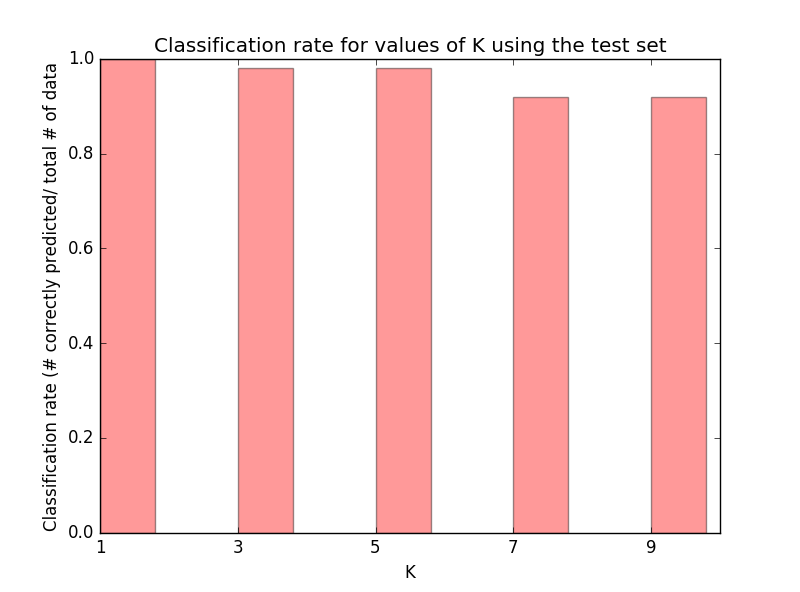 Classification rate for values of K using the test set
Classification rate (# correctly predicted/ total # of data
1.0
0.8
0.6
0.4
0.2
0.0
1 3 5 7 9
K